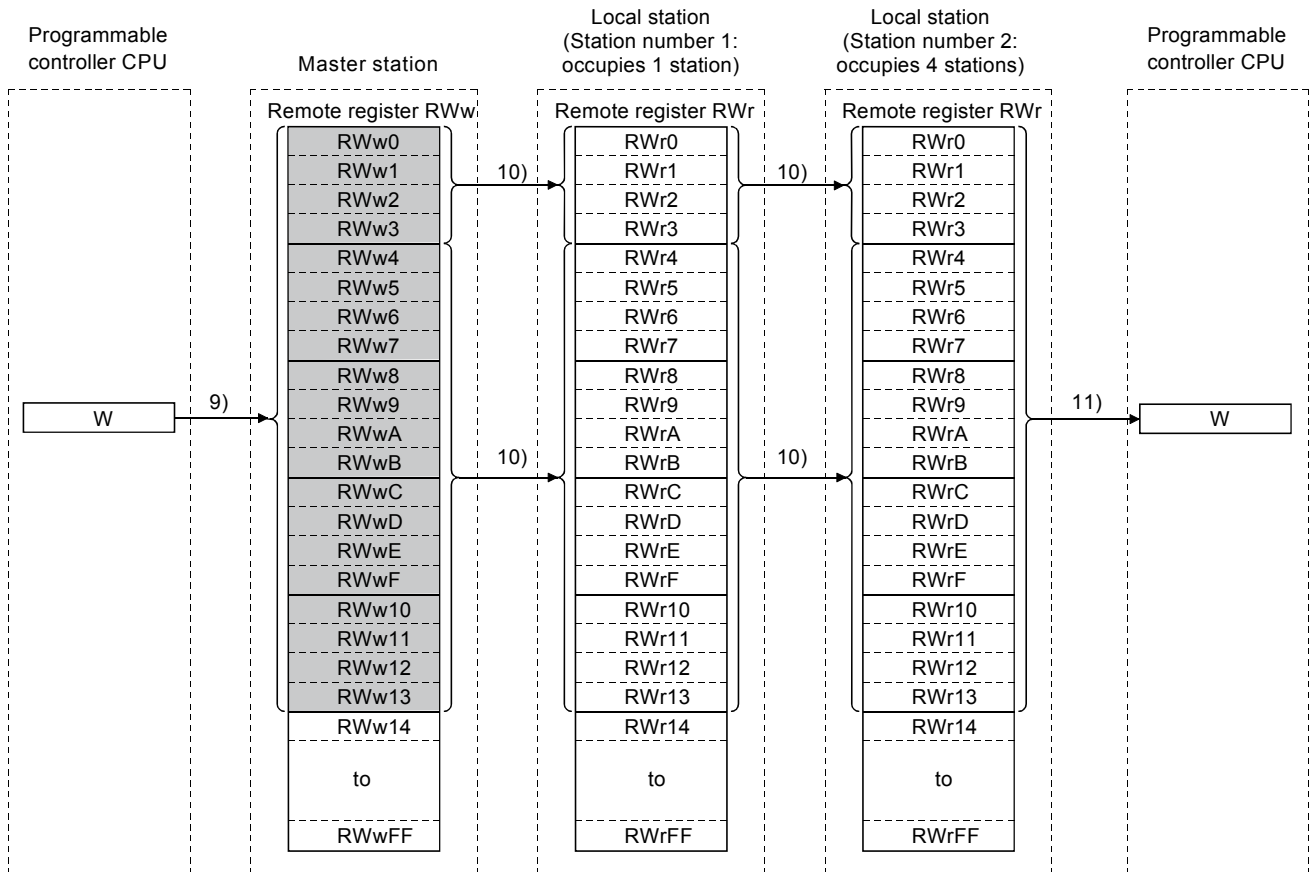 Programmable
controller CPU
Master station
Local station
(Station number 1:
occupies 1 station)
Local station
(Station number 2:
occupies 4 stations)
Programmable
controller CPU
Remote register RWw
Remote register RWr
Remote register RWr
RWw0
RWr0
RWr0
RWw1
10)
RWr1
10)
RWr1
RWw2
RWr2
RWr2
RWw3
RWr3
RWr3
RWw4
RWr4
RWr4
RWw5
RWr5
RWr5
RWw6
RWr6
RWr6
RWw7
RWr7
RWr7
RWw8
RWr8
RWr8
W
9)
RWw9
RWr9
RWr9
11)
W
RWwA
RWrA
RWrA
RWwB
10)
RWrB
10)
RWrB
RWwC
RWrC
RWrC
RWwD
RWrD
RWrD
RWwE
RWrE
RWrE
RWwF
RWrF
RWrF
RWw10
RWr10
RWr10
RWw11
RWr11
RWr11
RWw12
RWr12
RWr12
RWw13
RWr13
RWr13
RWw14
RWr14
RWr14
to
to
to
RWwFF
RWrFF
RWrFF